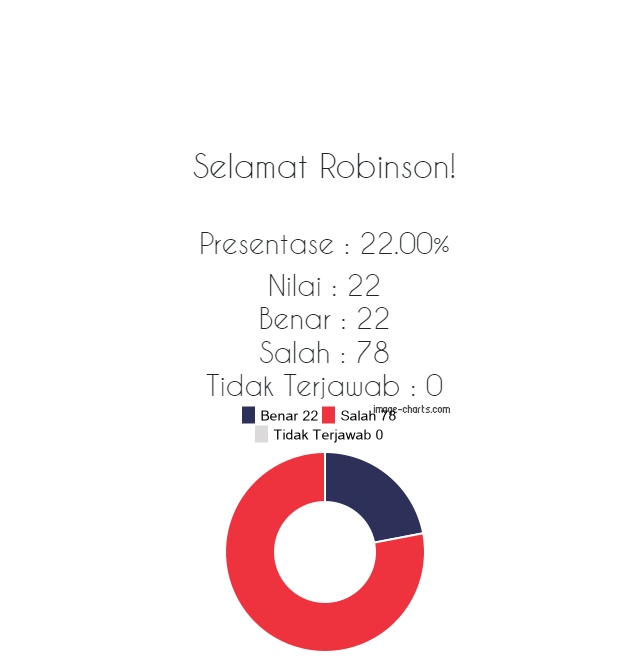 Selamat Robinson!
Presentase : 22.00%
Nilai : 22
Benar : 22
Salah : 78
Tidak Terjawab : 0
image-charts.com
Benar 22 Salah 78
Tidak Terjawab 0